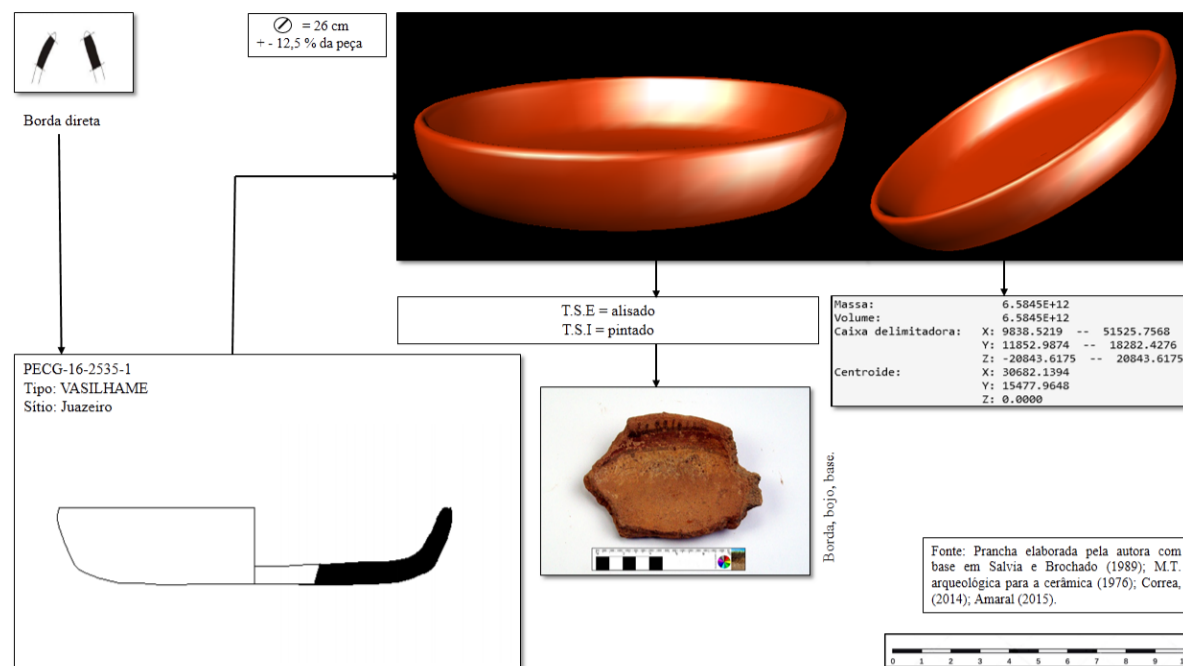 = 26 cm
+ - 12,5 % da peça
Borda direta
T.S.E = alisado
T.S.I = pintado
Massa: 6.5845E+12
Volume: 6.5845E+12
Caixa delimitadora: X: 9838.5219 -- 51525.7568
Y: 11852.9874 -- 18282.4276
Z: -20843.6175 -- 20843.6175
Centroide: X: 30682.1394
Y: 15477.9648
Z: 0.0000
PECG-16-2535-1
Tipo: VASILHAME
Sítio: Juazeiro
Borda, bojo, base.
Fonte: Prancha elaborada pela autora com
base em Salvia e Brochado (1989); M.T.
arqueológica para a cerâmica (1976); Correa,
(2014); Amaral (2015).
0 1 2 3 4 5 6 7 8 9